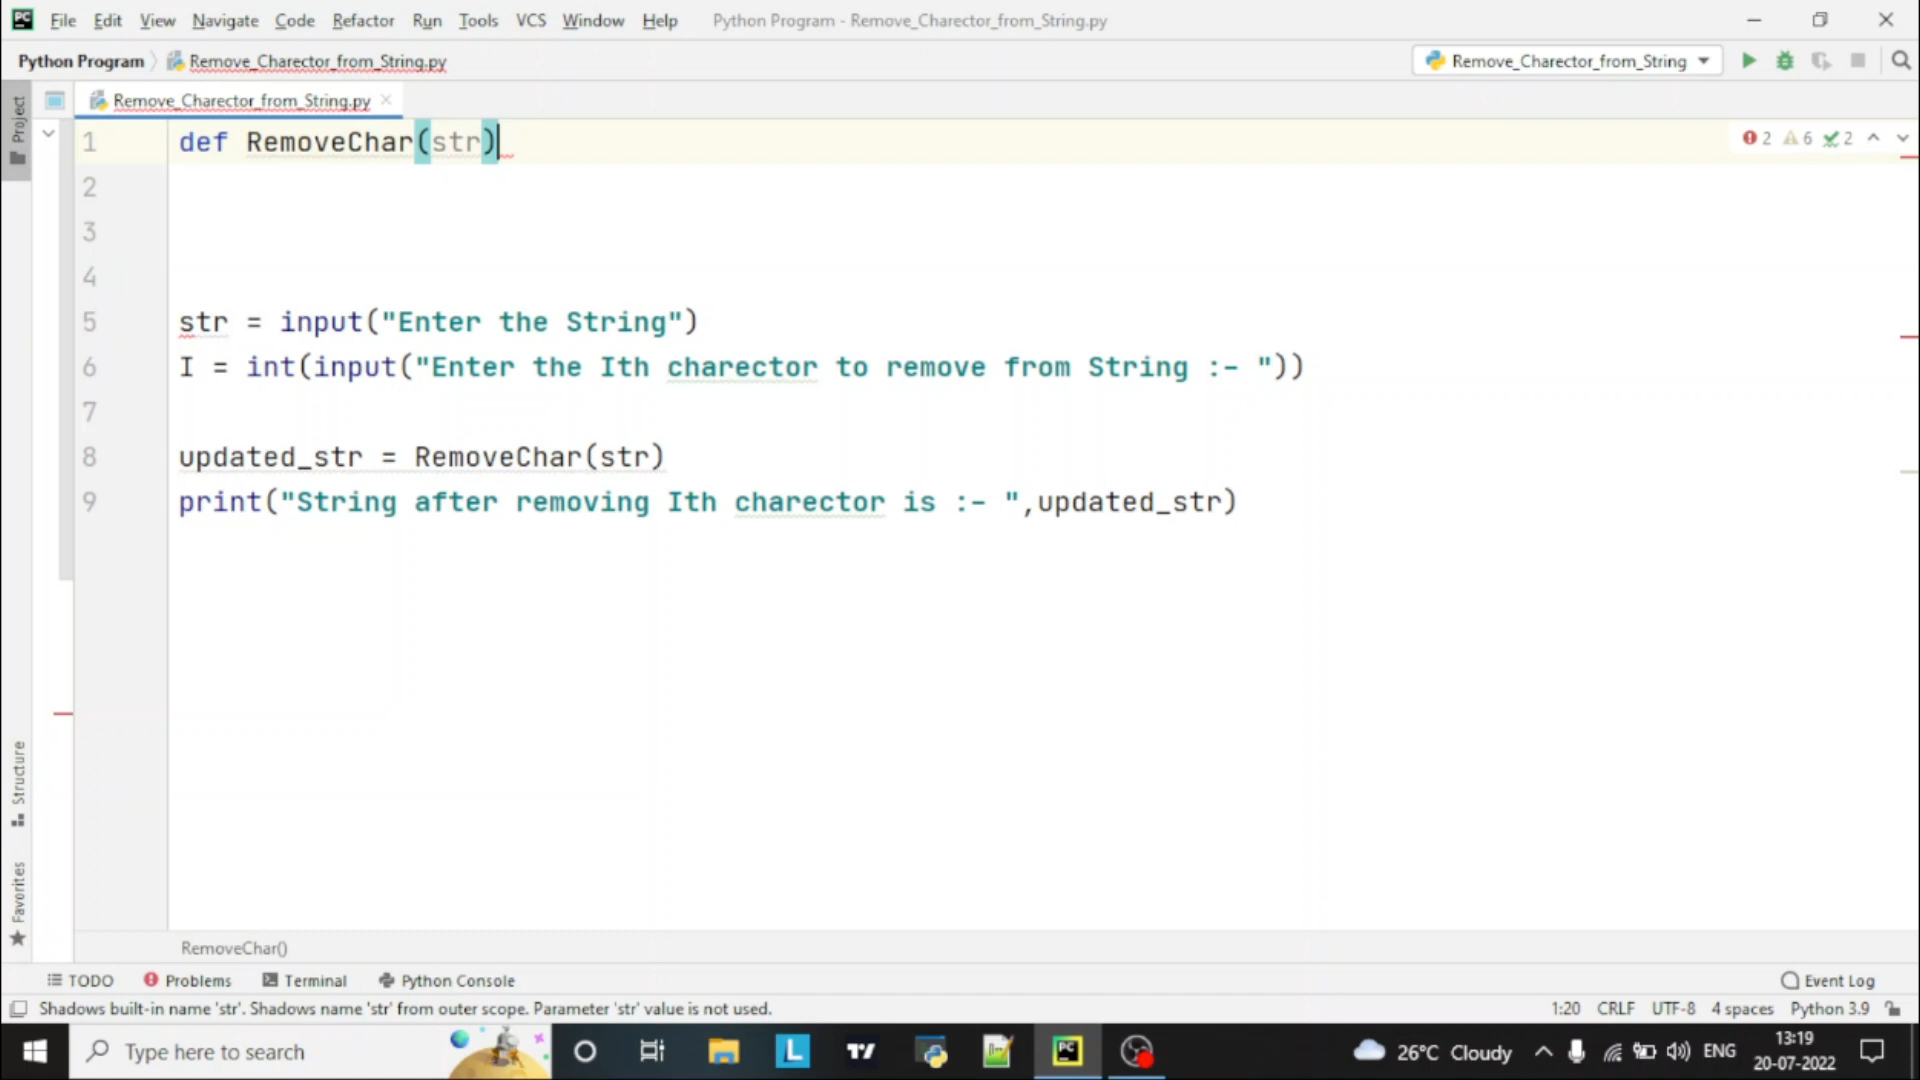 File Edit View Navigate Code Refactor Run Tools VCS Window Help Python Program - Remove_Charector_from_String.py
Python Program Remove_Charector_from_String.py Remove_Charector_from_String
Project Remove_Charector_from_String.py
1 def RemoveChar(str) 2 6 2
2
3
4
5 str = input("Enter the String")
6 I = int(input("Enter the Ith charector to remove from String :- "))
7
8 updated_str = RemoveChar(str)
9 print("String after removing Ith charector is :- ",updated_str)
Structure
Favorites
RemoveChar()
TODO Problems Terminal Python Console Event Log
Shadows built-in name 'str'. Shadows name 'str' from outer scope. Parameter 'str' value is not used. 1:20 CRLF UTF-8 4 spaces Python 3.9
Type here to search L PC 26°C Cloudy ENG 13:19
20-07-2022